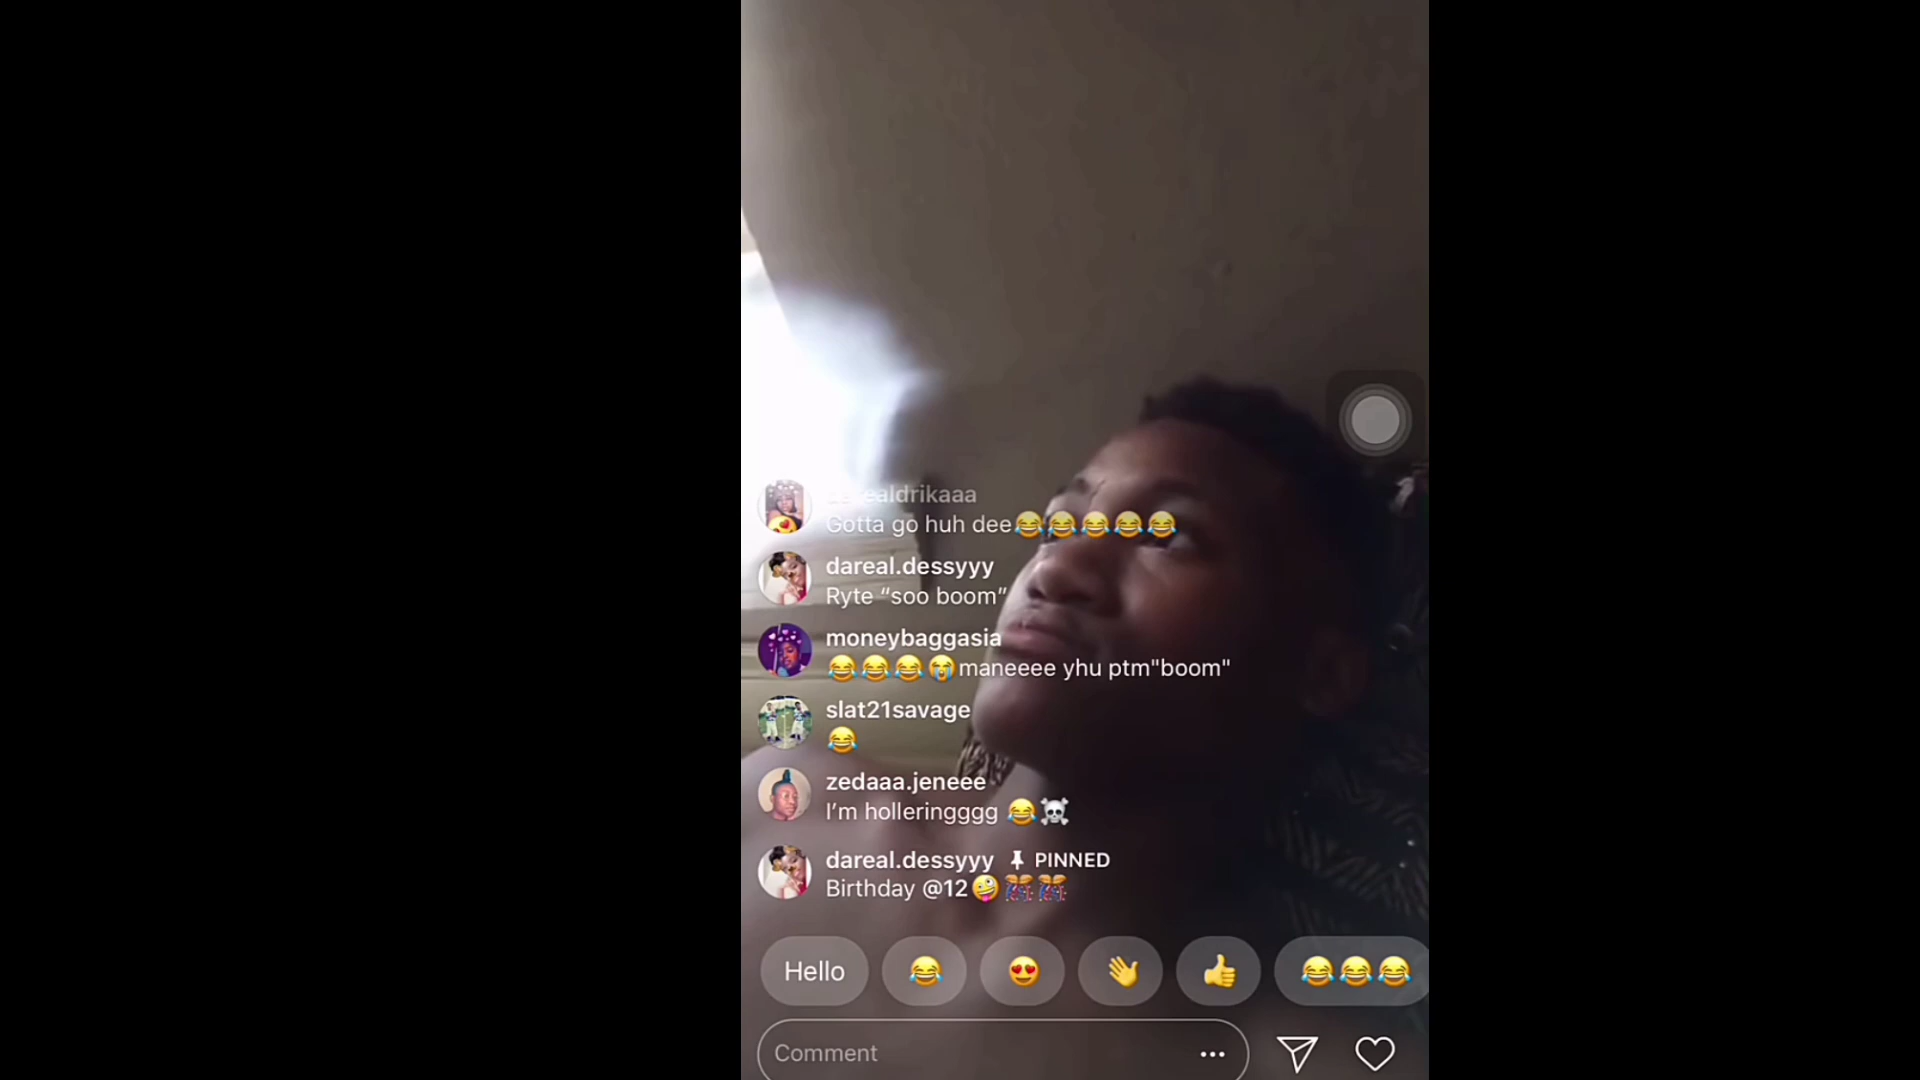 realdrikaaa
Gotta go huh dee😂😂😂😂😂
dareal.dessyyy
Ryte “soo boom”
moneybaggasia
😂😂😂😭maneeee yhu ptm"boom"
slat21savage
😂
zedaaa.jeneee
I’m holleringggg 😂☠️
dareal.dessyyy PINNED
Birthday @12🤪🎊🎊
Hello 😂 😍 👋 👍 😂😂😂
Comment